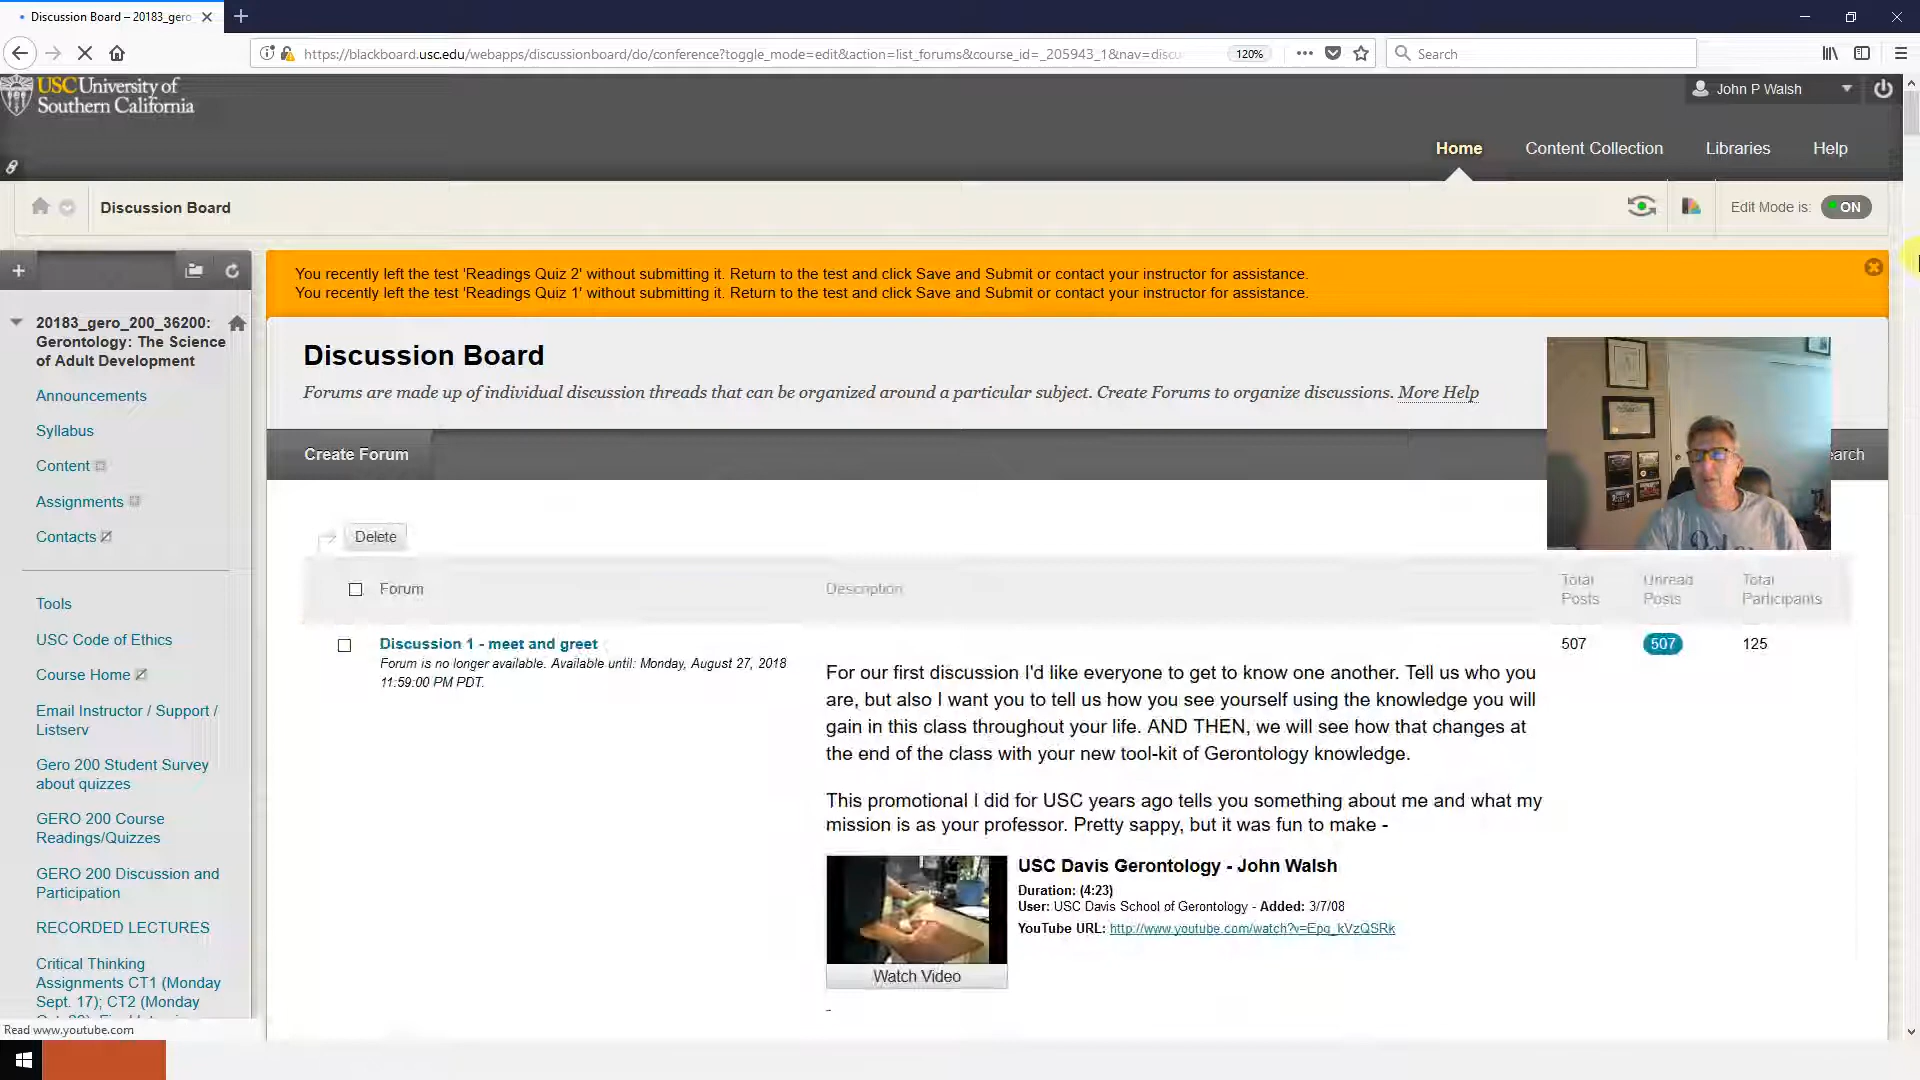 Discussion Board – 20183_gero
https://blackboard.usc.edu/webapps/discussionboard/do/conference?toggle_mode=edit&action=list_forums&course_id=_205943_1&nav=discu
120%
Search
USC University of
Southern California
John P Walsh
Home
Content Collection
Libraries
Help
Discussion Board
Edit Mode is:
ON
You recently left the test 'Readings Quiz 2' without submitting it. Return to the test and click Save and Submit or contact your instructor for assistance.
You recently left the test 'Readings Quiz 1' without submitting it. Return to the test and click Save and Submit or contact your instructor for assistance.
20183_gero_200_36200:
Gerontology: The Science
of Adult Development
Announcements
Syllabus
Content
Assignments
Contacts
Tools
USC Code of Ethics
Course Home
Email Instructor / Support /
Listserv
Gero 200 Student Survey
about quizzes
GERO 200 Course
Readings/Quizzes
GERO 200 Discussion and
Participation
RECORDED LECTURES
Critical Thinking
Assignments CT1 (Monday
Sept. 17); CT2 (Monday
Discussion Board
Forums are made up of individual discussion threads that can be organized around a particular subject. Create Forums to organize discussions. More Help
Create Forum
earch
Delete
Forum
Description
Total
Posts
Unread
Posts
Total
Participants
Discussion 1 - meet and greet
Forum is no longer available. Available until: Monday, August 27, 2018
11:59:00 PM PDT.
For our first discussion I'd like everyone to get to know one another. Tell us who you
are, but also I want you to tell us how you see yourself using the knowledge you will
gain in this class throughout your life. AND THEN, we will see how that changes at
the end of the class with your new tool-kit of Gerontology knowledge.
This promotional I did for USC years ago tells you something about me and what my
mission is as your professor. Pretty sappy, but it was fun to make -
USC Davis Gerontology - John Walsh
Duration: (4:23)
User: USC Davis School of Gerontology - Added: 3/7/08
YouTube URL: http://www.youtube.com/watch?v=Epq_kVzQSRk
Watch Video
-
507
507
125
Read www.youtube.com